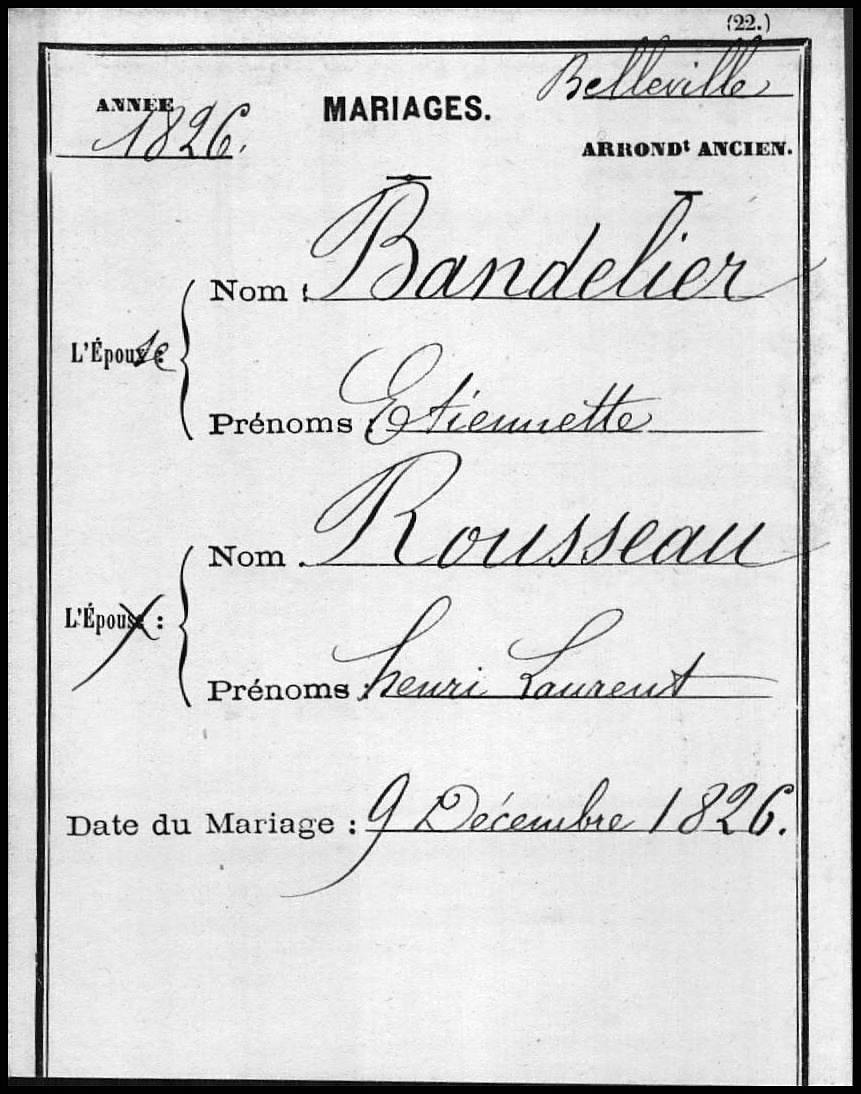 (22.)
Belleville
ANNÉE MARIAGES.
1826.
ARROND^t ANCIEN.
Nom : Bandelier
L'Épouse :
Prénoms : Etiennette
Nom . Rousseau
L'Époux :
Prénoms : henri Laurent
Date du Mariage : 9 Décembre 1826.